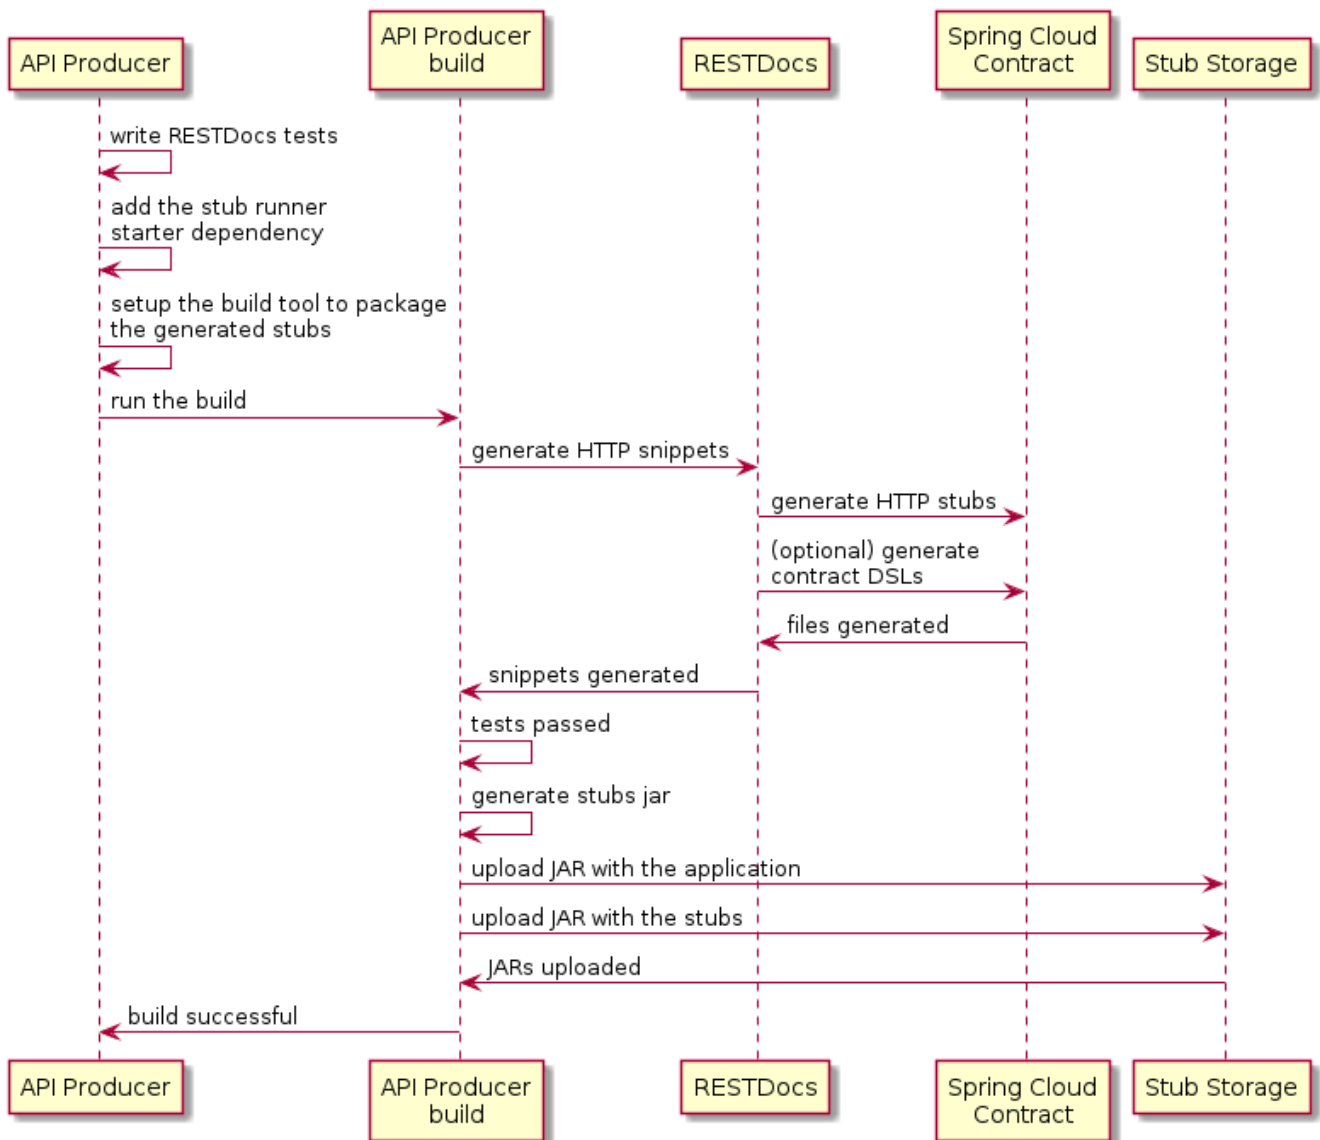 API Producer
API Producer
build
RESTDocs
Spring Cloud
Contract
Stub Storage
write RESTDocs tests
add the stub runner
starter dependency
setup the build tool to package
the generated stubs
run the build
generate HTTP snippets
generate HTTP stubs
(optional) generate
contract DSLs
files generated
snippets generated
tests passed
generate stubs jar
upload JAR with the application
upload JAR with the stubs
JARs uploaded
build successful
API Producer
API Producer
build
RESTDocs
Spring Cloud
Contract
Stub Storage